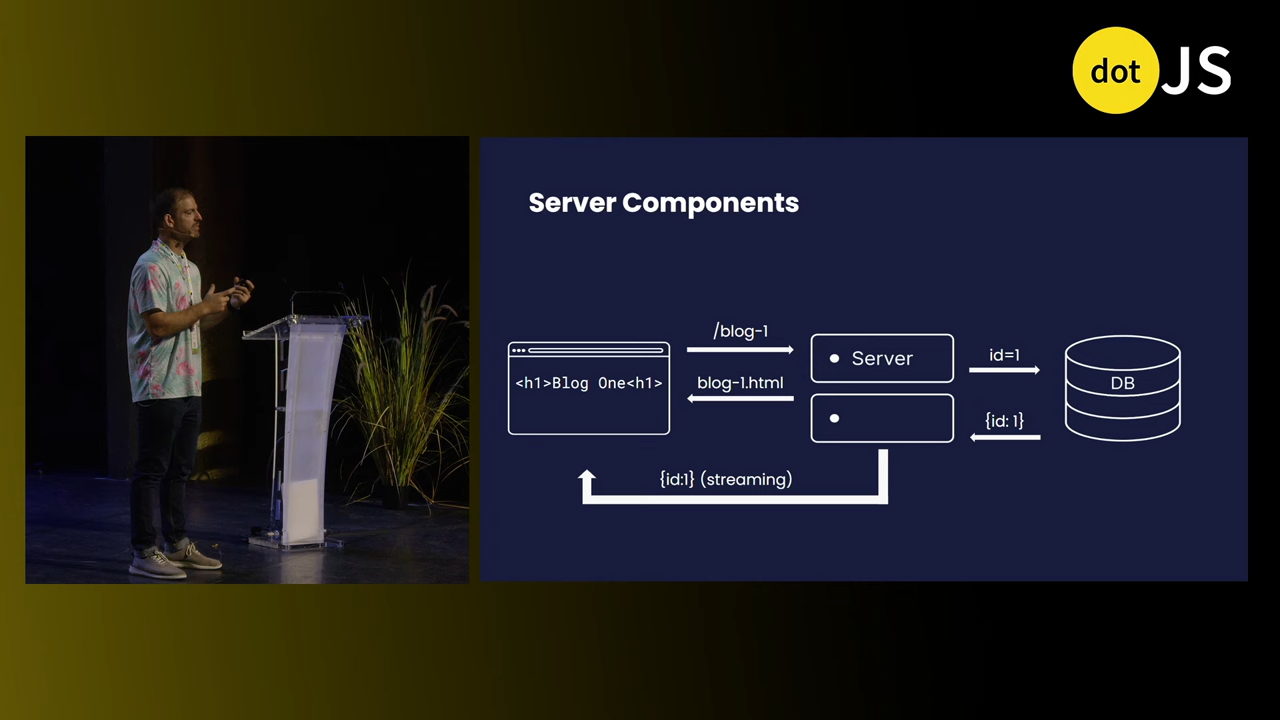 dot JS
Server Components
/blog-1
Server
id=1
<h1>Blog One<h1>
blog-1.html
DB
{id: 1}
{id:1} (streaming)